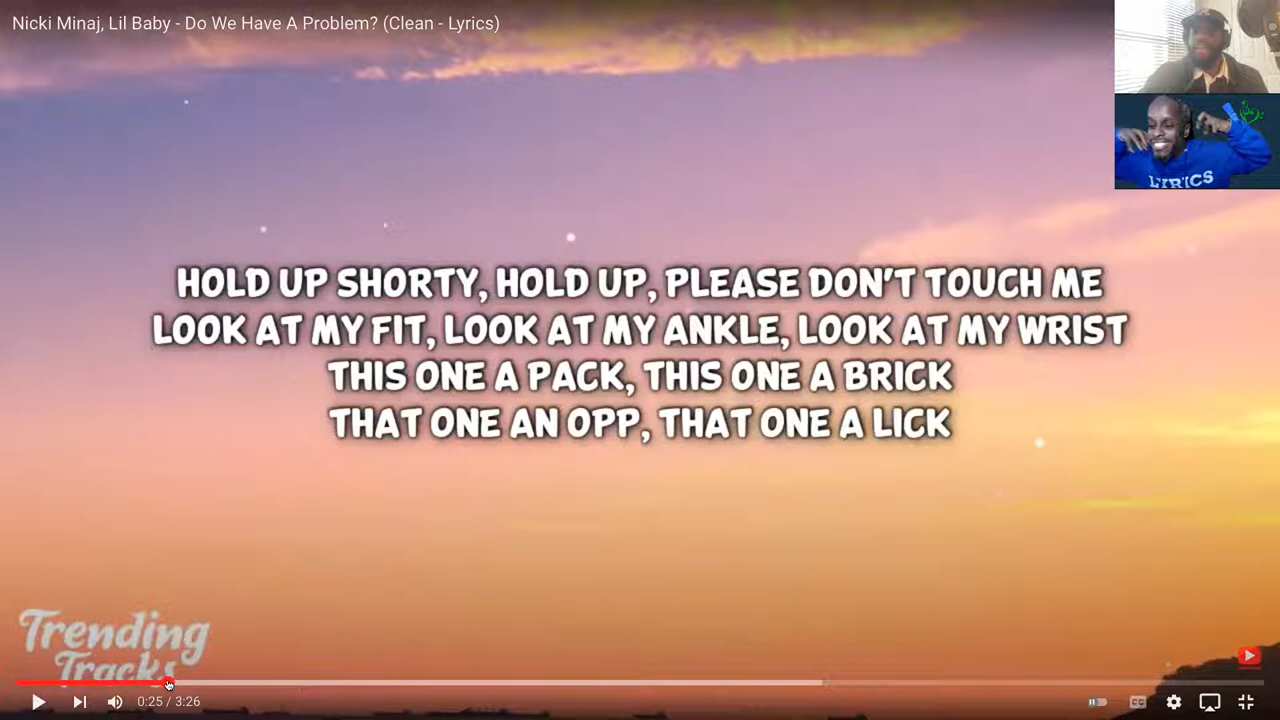 Nicki Minaj, Lil Baby - Do We Have A Problem? (Clean - Lyrics)
LYRICS
HOLD UP SHORTY, HOLD UP, PLEASE DON'T TOUCH ME
LOOK AT MY FIT, LOOK AT MY ANKLE, LOOK AT MY WRIST
THIS ONE A PACK, THIS ONE A BRICK
THAT ONE AN OPP, THAT ONE A LICK
Trending
Tracks
0:25 / 3:26
CC